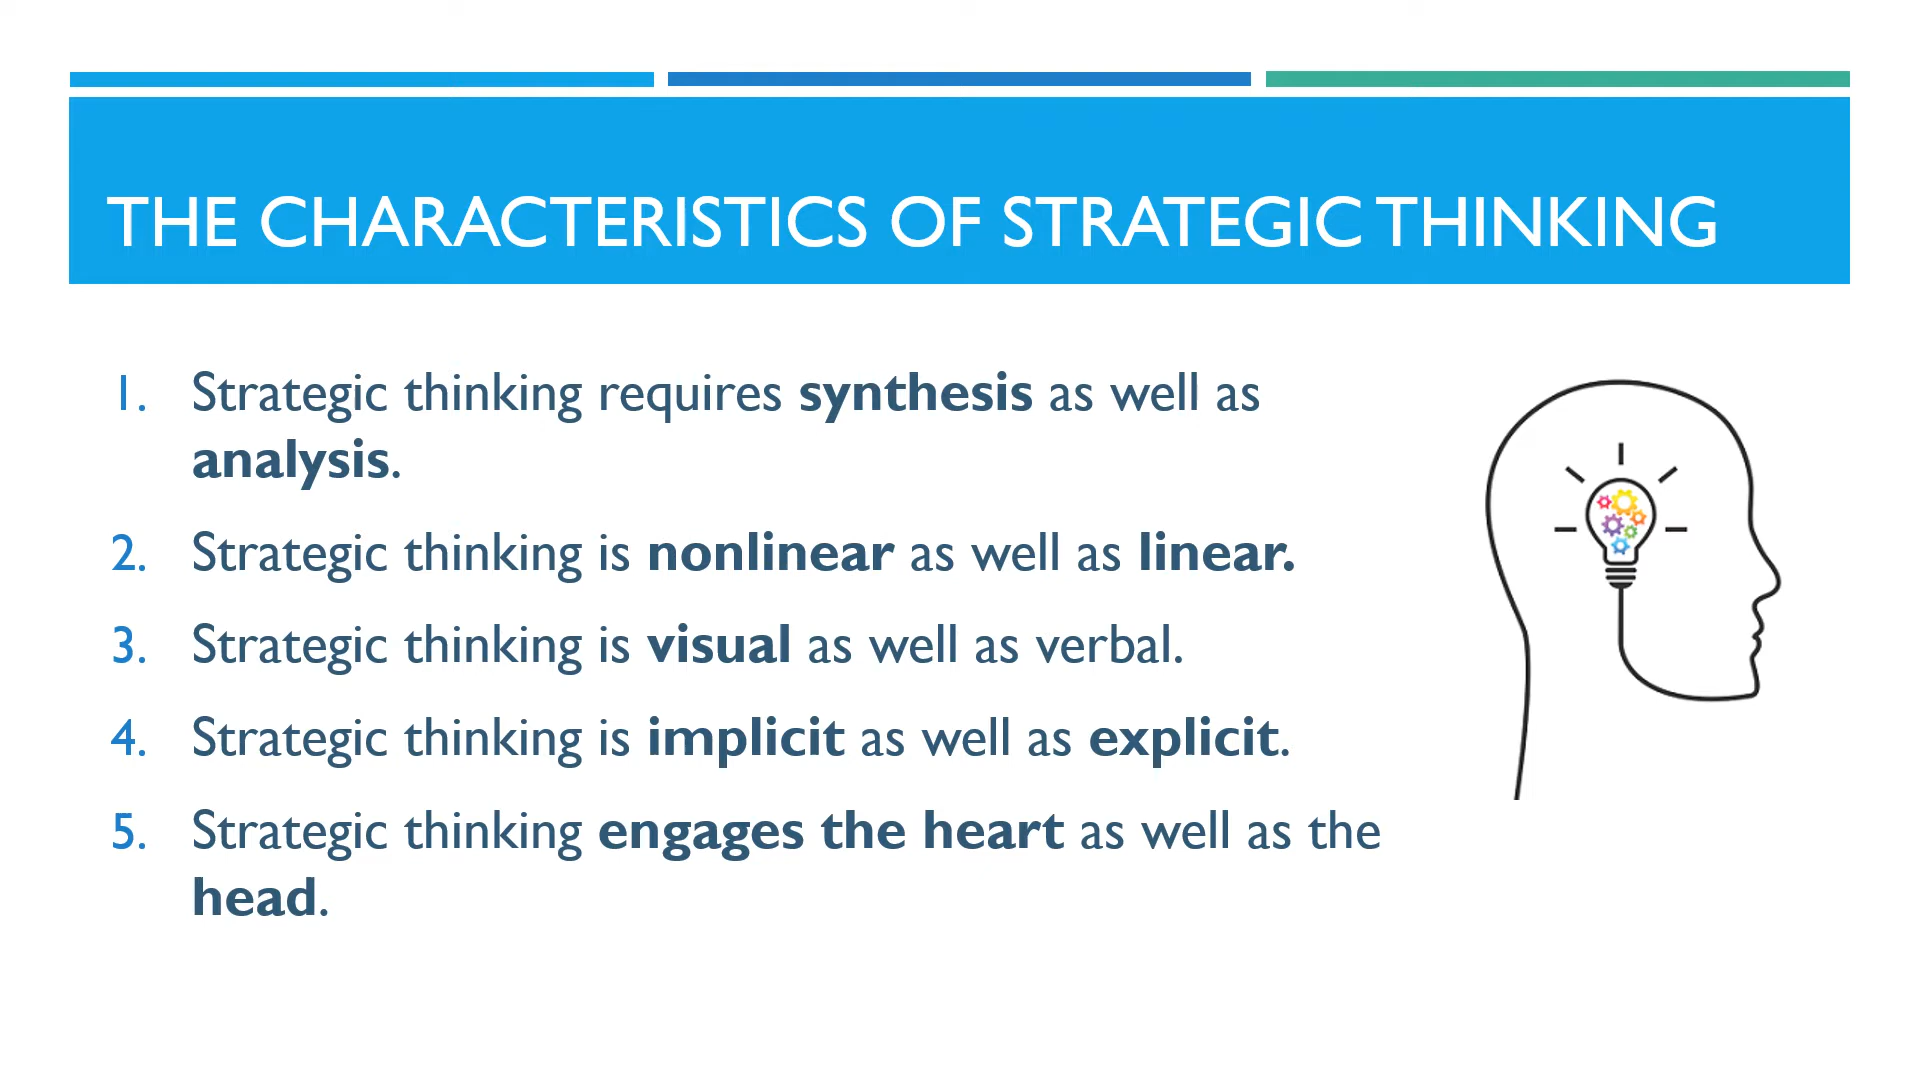 THE CHARACTERISTICS OF STRATEGIC THINKING
1. Strategic thinking requires synthesis as well as
analysis.
2. Strategic thinking is nonlinear as well as linear.
3. Strategic thinking is visual as well as verbal.
4. Strategic thinking is implicit as well as explicit.
5. Strategic thinking engages the heart as well as the
head.